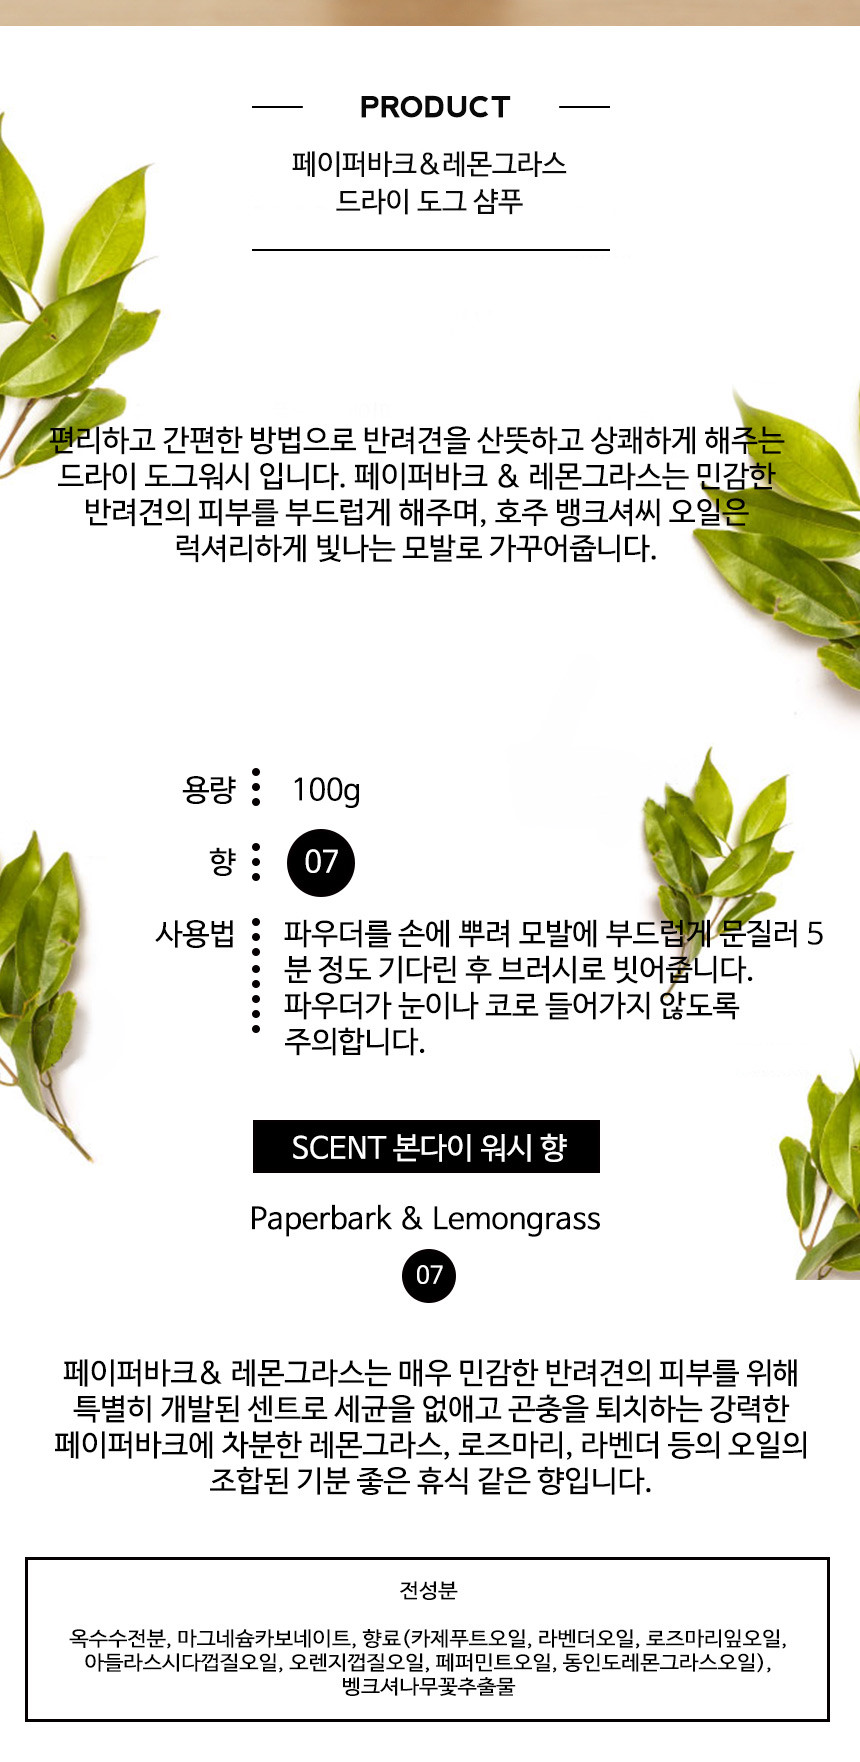 PRODUCT
페이퍼바크&레몬그라스
드라이 도그 샴푸
편리하고 간편한 방법으로 반려견을 산뜻하고 상쾌하게 해주는
드라이 도그워시 입니다. 페이퍼바크 & 레몬그라스는 민감한
반려견의 피부를 부드럽게 해주며, 호주 뱅크셔씨 오일은
럭셔리하게 빛나는 모발로 가꾸어줍니다.
용량 100g
향 07
사용법 파우더를 손에 뿌려 모발에 부드럽게 문질러 5
분 정도 기다린 후 브러시로 빗어줍니다.
파우더가 눈이나 코로 들어가지 않도록
주의합니다.
SCENT 본다이 워시 향
Paperbark & Lemongrass
07
페이퍼바크& 레몬그라스는 매우 민감한 반려견의 피부를 위해
특별히 개발된 센트로 세균을 없애고 곤충을 퇴치하는 강력한
페이퍼바크에 차분한 레몬그라스, 로즈마리, 라벤더 등의 오일의
조합된 기분 좋은 휴식 같은 향입니다.
전성분
옥수수전분, 마그네슘카보네이트, 향료(카제푸트오일, 라벤더오일, 로즈마리잎오일,
아틀라스시다껍질오일, 오렌지껍질오일, 페퍼민트오일, 동인도레몬그라스오일),
벵크셔나무꽃추출물